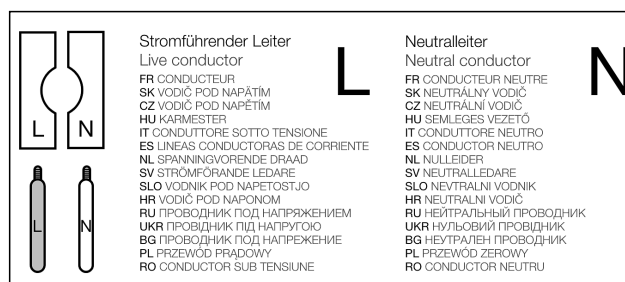 L N
L N
Stromführender Leiter
Live conductor
FR CONDUCTEUR
SK VODIČ POD NAPÄTÍM
CZ VODIČ POD NAPĚTÍM
HU KARMESTER
IT CONDUTTORE SOTTO TENSIONE
ES LINEAS CONDUCTORAS DE CORRIENTE
NL SPANNINGVORENDE DRAAD
SV STRÖMFÖRANDE LEDARE
SLO VODNIK POD NAPETOSTJO
HR VODIČ POD NAPONOM
RU ПРОВОДНИК ПОД НАПРЯЖЕНИЕМ
UKR ПРОВІДНИК ПІД НАПРУГОЮ
BG ПРОВОДНИК ПОД НАПРЕЖЕНИЕ
PL PRZEWÓD PRĄDOWY
RO CONDUCTOR SUB TENSIUNE
L
Neutralleiter
Neutral conductor
FR CONDUCTEUR NEUTRE
SK NEUTRÁLNY VODIČ
CZ NEUTRÁLNÍ VODIČ
HU SEMLEGES VEZETŐ
IT CONDUTTORE NEUTRO
ES CONDUCTOR NEUTRO
NL NULLEIDER
SV NEUTRALLEDARE
SLO NEVTRALNI VODNIK
HR NEUTRALNI VODIČ
RU НЕЙТРАЛЬНЫЙ ПРОВОДНИК
UKR НУЛЬОВИЙ ПРОВІДНИК
BG НЕУТРАЛЕН ПРОВОДНИК
PL PRZEWÓD ZEROWY
RO CONDUCTOR NEUTRU
N